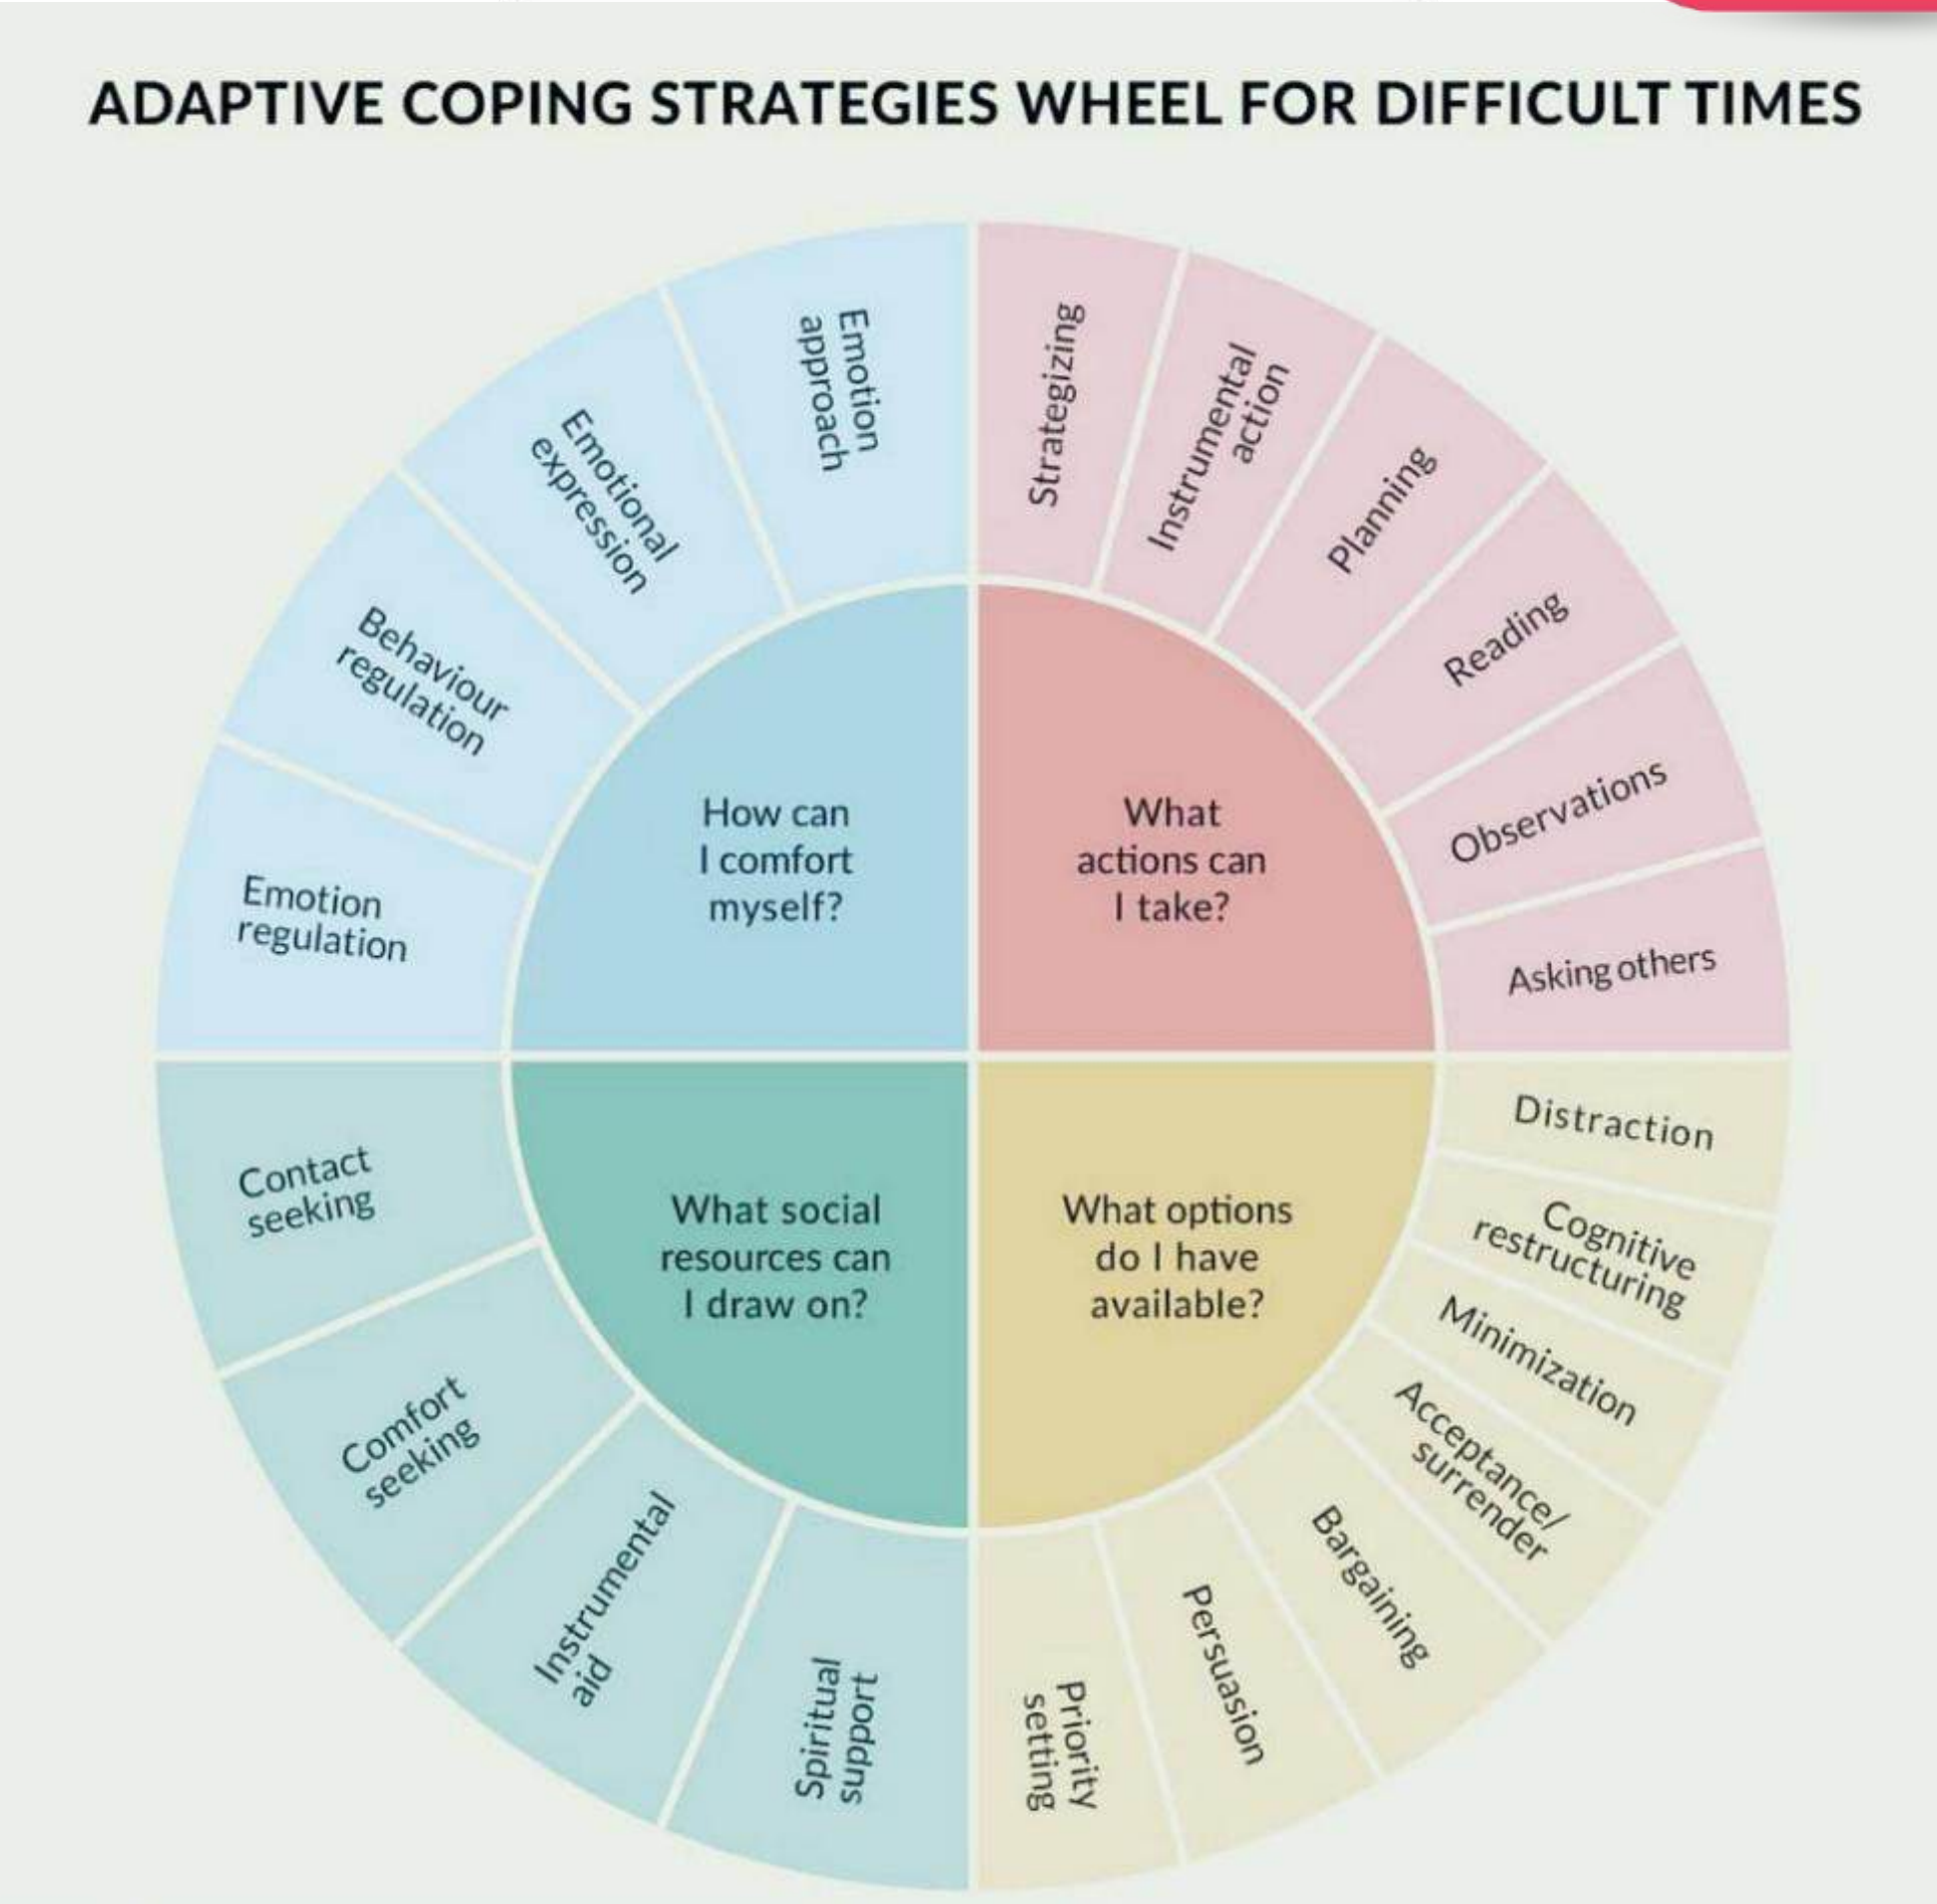 ADAPTIVE COPING STRATEGIES WHEEL FOR DIFFICULT TIMES
Emotion
approach
Emotional
expression
Behaviour
regulation
Emotion
regulation
How can
I comfort
myself?
Strategizing
Instrumental
action
Planning
Reading
Observations
Asking others
What
actions can
I take?
Contact
seeking
Comfort
seeking
Instrumental
aid
Spiritual
support
What social
resources can
I draw on?
Distraction
Cognitive
restructuring
Minimization
Acceptance/
surrender
Bargaining
Persuasion
Priority
setting
What options
do I have
available?